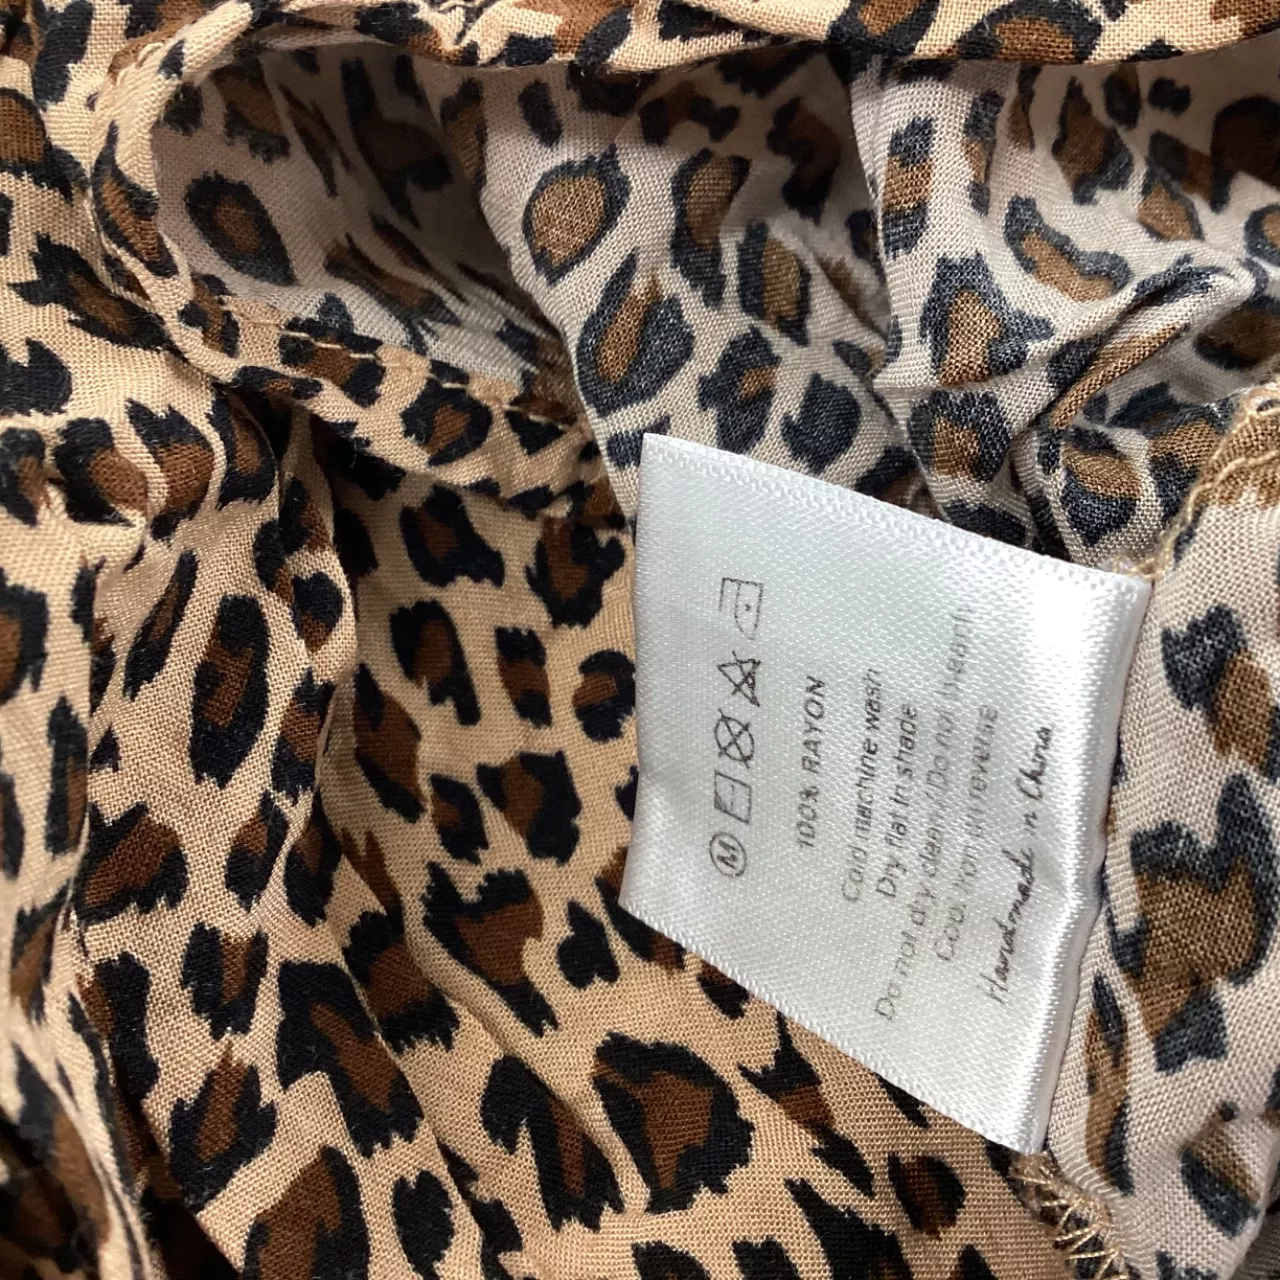 M
100% RAYON
Cold machine wash
Dry flat in shade
Do not dry clean / Do not bleach
Cool iron on reverse
Handmade in China